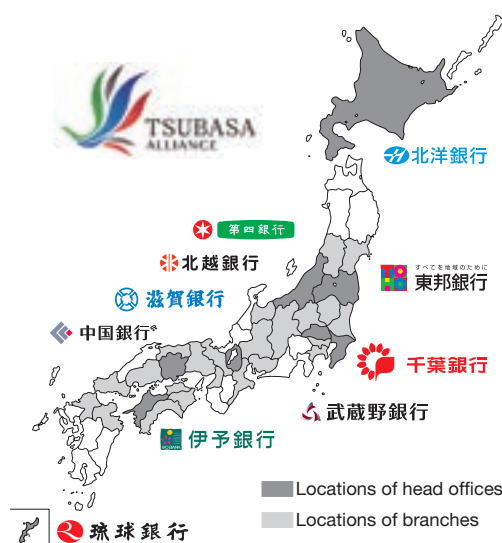 TSUBASA
ALLIANCE
北洋銀行
第四銀行
北越銀行
すべてを地域のために
東邦銀行
滋賀銀行
中国銀行
千葉銀行
武蔵野銀行
伊予銀行
Locations of head offices
Locations of branches
琉球銀行